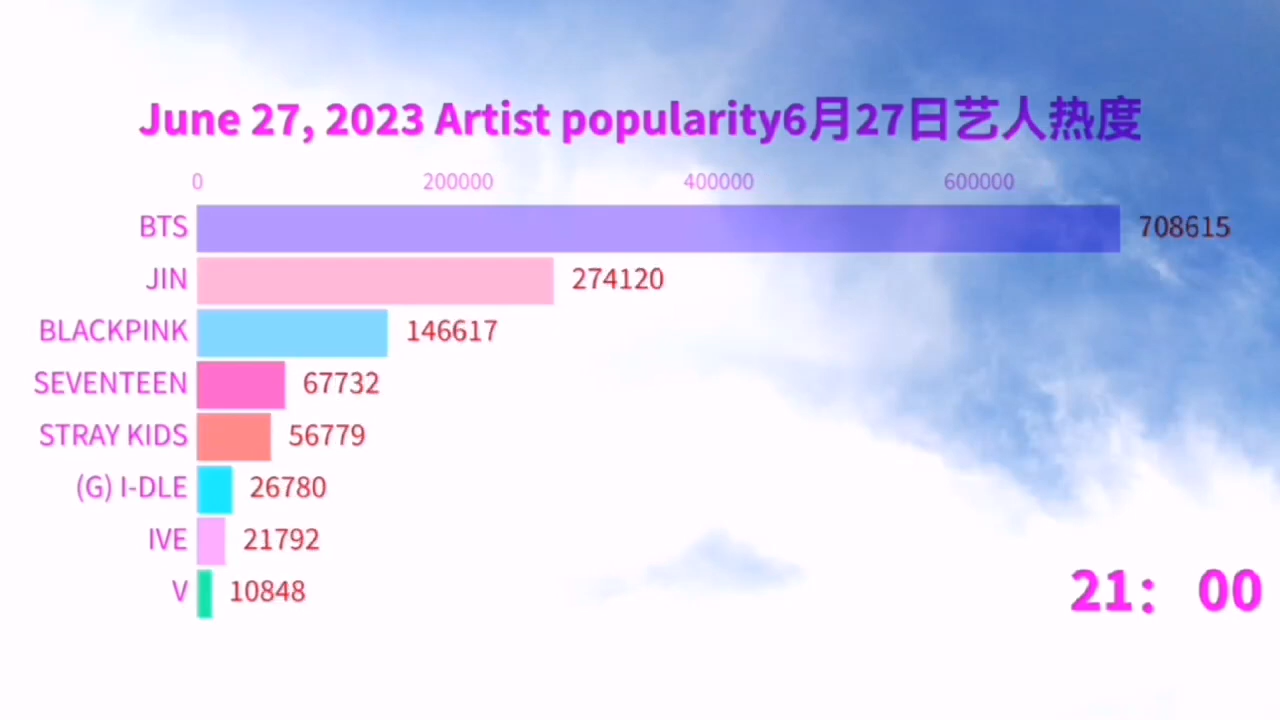 June 27, 2023 Artist popularity6月27日艺人热度
0 200000 400000 600000
BTS 708615
JIN 274120
BLACKPINK 146617
SEVENTEEN 67732
STRAY KIDS 56779
(G) I-DLE 26780
IVE 21792
V 10848
21： 00